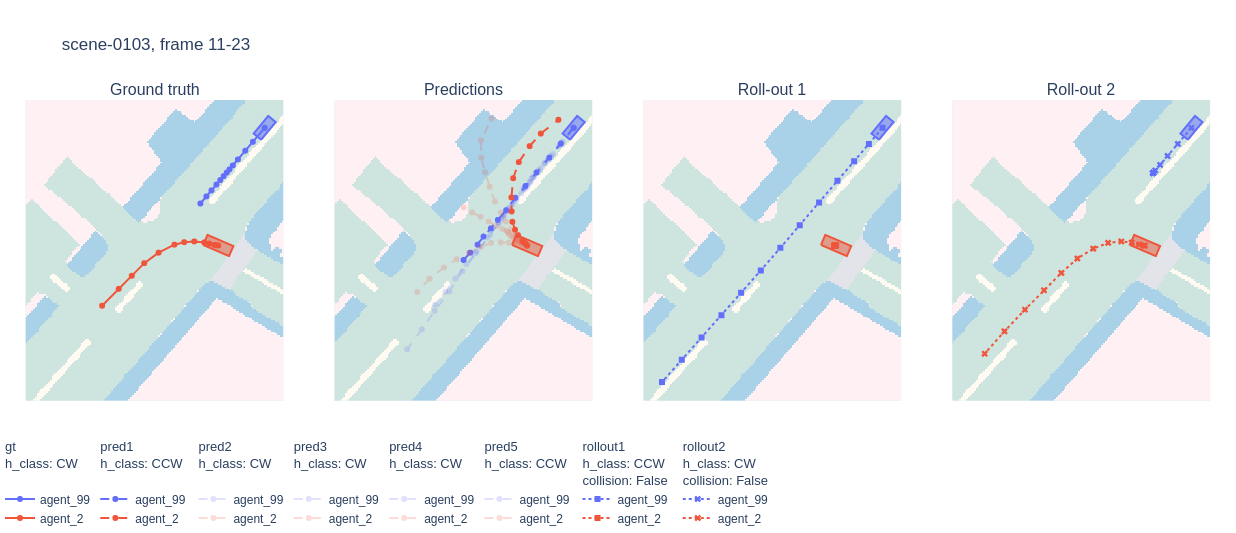 scene-0103, frame 11-23
Ground truth
Predictions
Roll-out 1
Roll-out 2
gt
h_class: CW
agent_99
agent_2
pred1
h_class: CCW
agent_99
agent_2
pred2
h_class: CW
agent_99
agent_2
pred3
h_class: CW
agent_99
agent_2
pred4
h_class: CW
agent_99
agent_2
pred5
h_class: CCW
agent_99
agent_2
rollout1
h_class: CCW
collision: False
agent_99
agent_2
rollout2
h_class: CW
collision: False
agent_99
agent_2